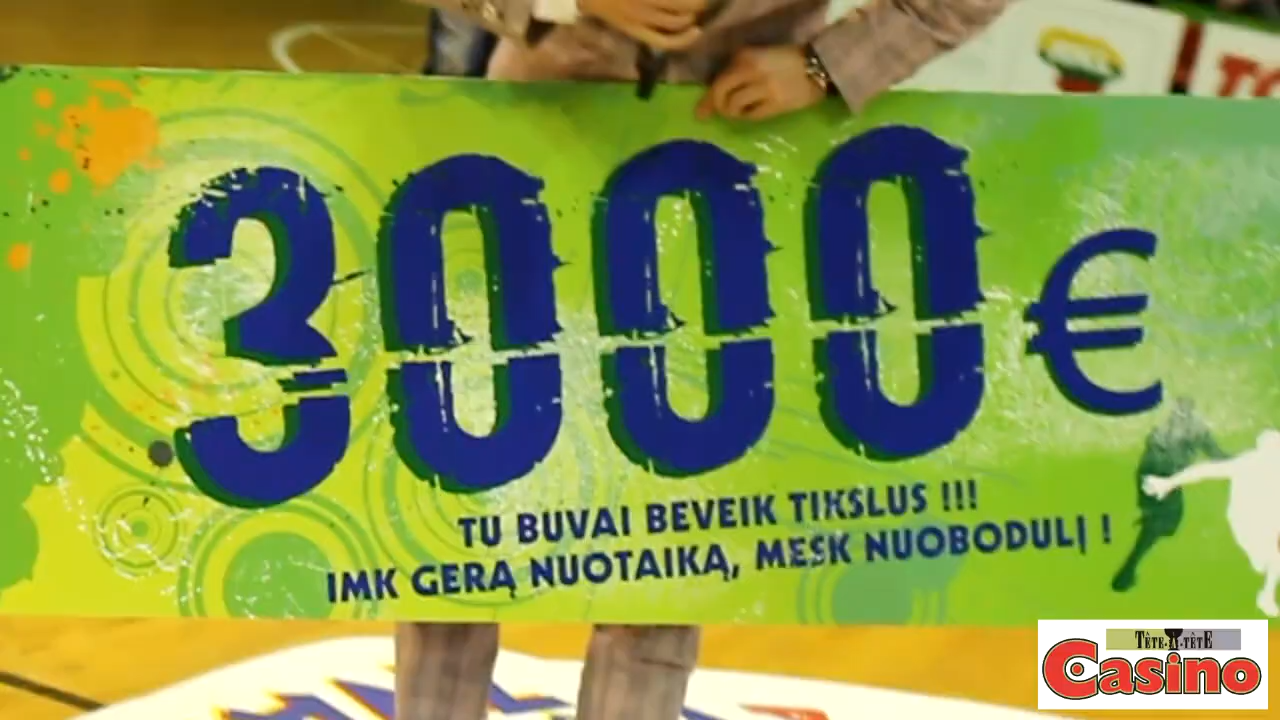 3000€
TU BUVAI BEVEIK TIKSLUS !!!
IMK GERĄ NUOTAIKĄ, MESK NUOBODULĮ !
TÊTE-À-TÊTE
Casino